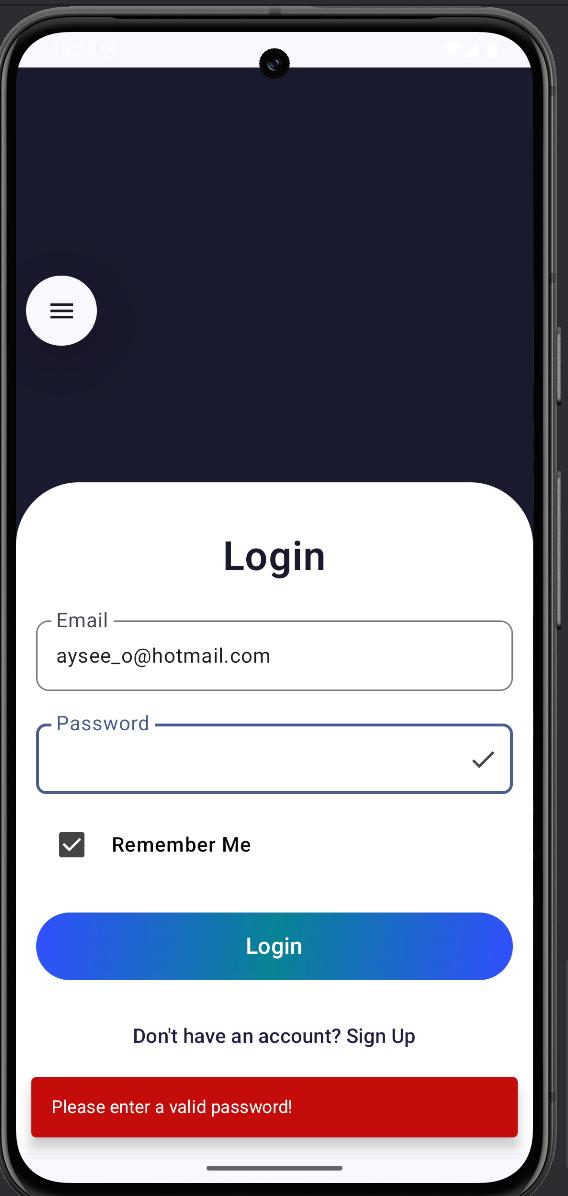 10:25
Login
Email
aysee_o@hotmail.com
Password
Remember Me
Login
Don't have an account? Sign Up
Please enter a valid password!